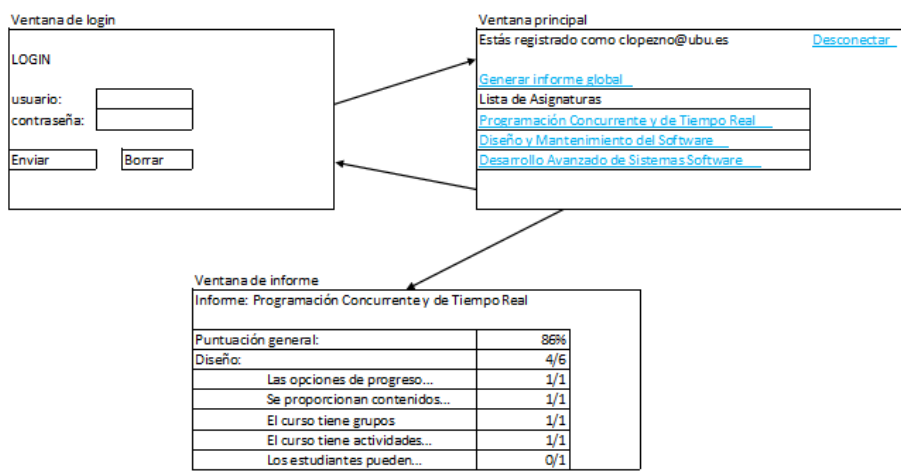 Ventana de login
LOGIN
usuario:
contraseña:
Enviar Borrar
Ventana principal
Estás registrado como clopezno@ubu.es Desconectar
Generar informe global
Lista de Asignaturas
Programación Concurrente y de Tiempo Real
Diseño y Mantenimiento del Software
Desarrollo Avanzado de Sistemas Software
Ventana de informe
Informe: Programación Concurrente y de Tiempo Real
Puntuación general: 86%
Diseño: 4/6
Las opciones de progreso... 1/1
Se proporcionan contenidos... 1/1
El curso tiene grupos 1/1
El curso tiene actividades... 1/1
Los estudiantes pueden... 0/1